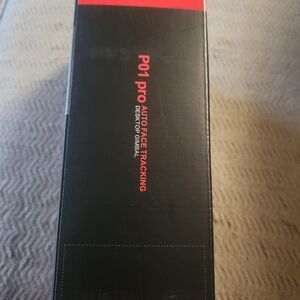 P01 pro AUTO FACE TRACKING
DESKTOP GIMBAL